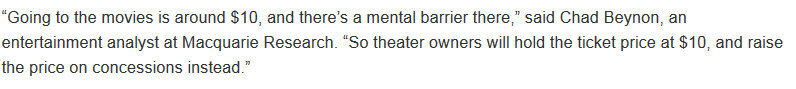 “Going to the movies is around $10, and there’s a mental barrier there,” said Chad Beynon, an
entertainment analyst at Macquarie Research. “So theater owners will hold the ticket price at $10, and raise
the price on concessions instead.”